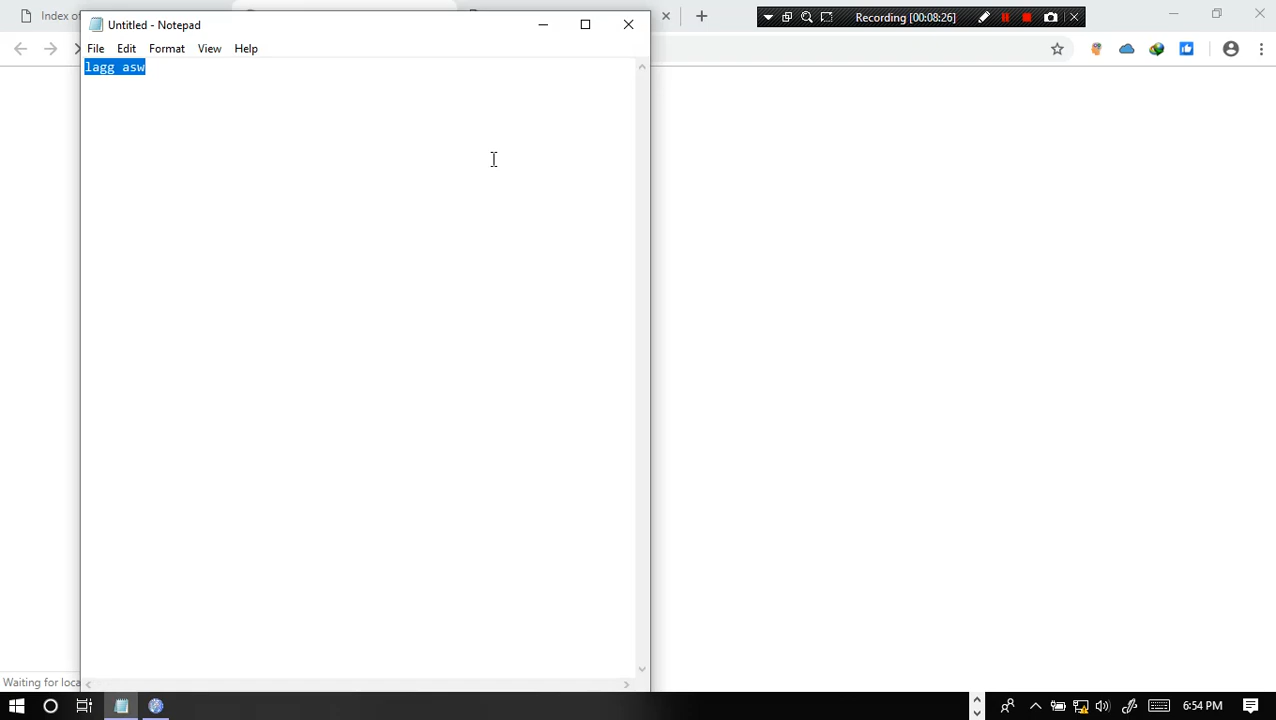 Untitled - Notepad
Index of
Recording [00:08:26]
File Edit Format View Help
lagg asw
Waiting for loca
6:54 PM